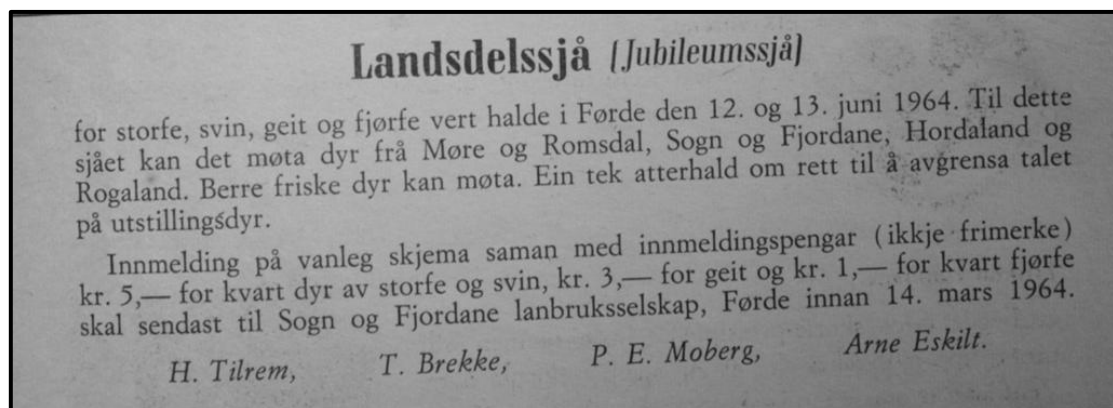 Landsdelssjå (Jubileumssjå)
for storfe, svin, geit og fjørfe vert halde i Førde den 12. og 13. juni 1964. Til dette
sjået kan det møta dyr frå Møre og Romsdal, Sogn og Fjordane, Hordaland og
Rogaland. Berre friske dyr kan møta. Ein tek atterhald om rett til å avgrensa talet
på utstillingsdyr.
Innmelding på vanleg skjema saman med innmeldingspengar (ikkje frimerke)
kr. 5,— for kvart dyr av storfe og svin, kr. 3,— for geit og kr. 1,— for kvart fjørfe
skal sendast til Sogn og Fjordane lanbruksselskap, Førde innan 14. mars 1964.
H. Tilrem, T. Brekke, P. E. Moberg, Arne Eskilt.